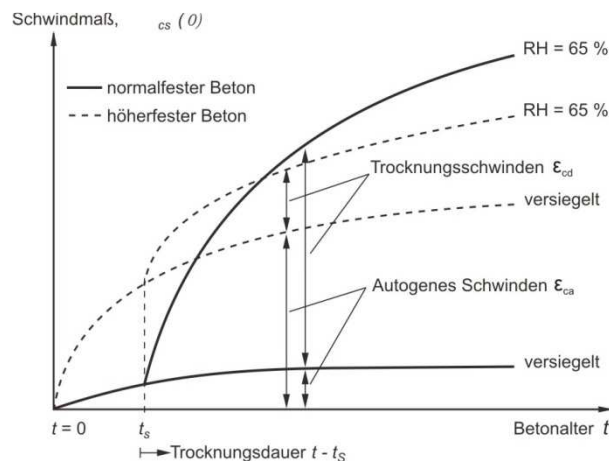 Schwindmaß, cs (0)
RH = 65 %
normalfester Beton
höherfester Beton
RH = 65 %
Trocknungsschwinden εcd
versiegelt
Autogenes Schwinden εca
versiegelt
t = 0
ts
Betonalter t
Trocknungsdauer t - tS